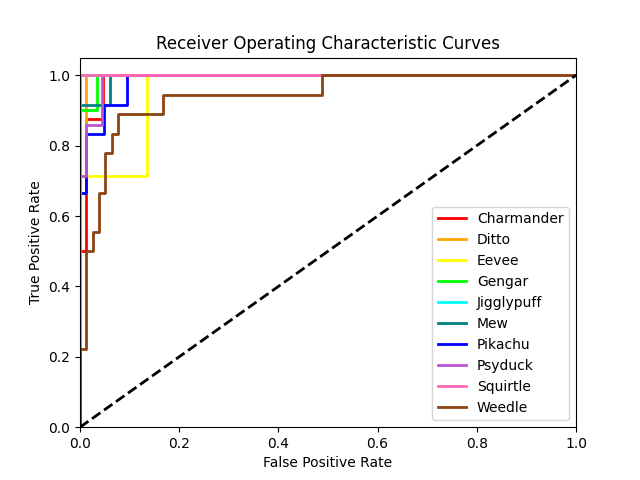 Receiver Operating Characteristic Curves
1.0
0.8
0.6
0.4
0.2
0.0
True Positive Rate
Charmander
Ditto
Eevee
Gengar
Jigglypuff
Mew
Pikachu
Psyduck
Squirtle
Weedle
0.0 0.2 0.4 0.6 0.8 1.0
False Positive Rate